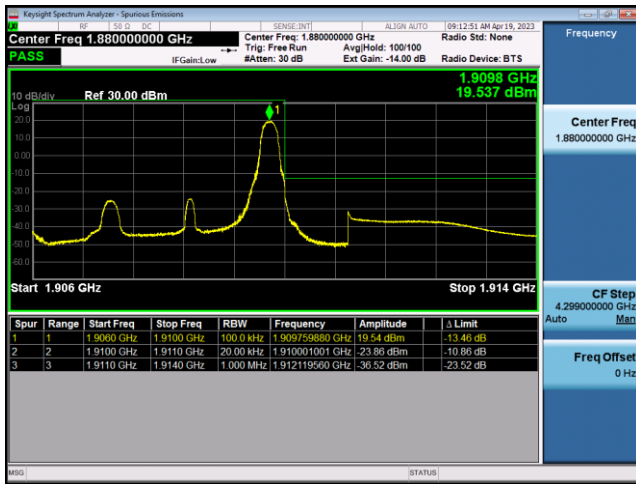 Keysight Spectrum Analyzer - Spurious Emissions
RF 50 Ω DC SENSE:INT ALIGN AUTO 09:12:51 AM Apr 19, 2023
Center Freq 1.880000000 GHz
Center Freq: 1.880000000 GHz Radio Std: None
Trig: Free Run Avg|Hold: 100/100
PASS IFGain:Low #Atten: 30 dB Ext Gain: -14.00 dB Radio Device: BTS
1.9098 GHz
19.537 dBm
10 dB/div Ref 30.00 dBm
Log
1
20.0
10.0
0.00
-10.0
-20.0
-30.0
-40.0
-50.0
-60.0
Start 1.906 GHz Stop 1.914 GHz
Spur Range Start Freq Stop Freq RBW Frequency Amplitude Δ Limit
1 1 1.9060 GHz 1.9100 GHz 100.0 kHz 1.909759880 GHz 19.54 dBm -13.46 dB
2 2 1.9100 GHz 1.9110 GHz 20.00 kHz 1.910001001 GHz -23.86 dBm -10.86 dB
3 3 1.9110 GHz 1.9140 GHz 1.000 MHz 1.912119560 GHz -36.52 dBm -23.52 dB
MSG STATUS
Frequency
Center Freq
1.880000000 GHz
CF Step
4.299000000 GHz
Auto Man
Freq Offset
0 Hz